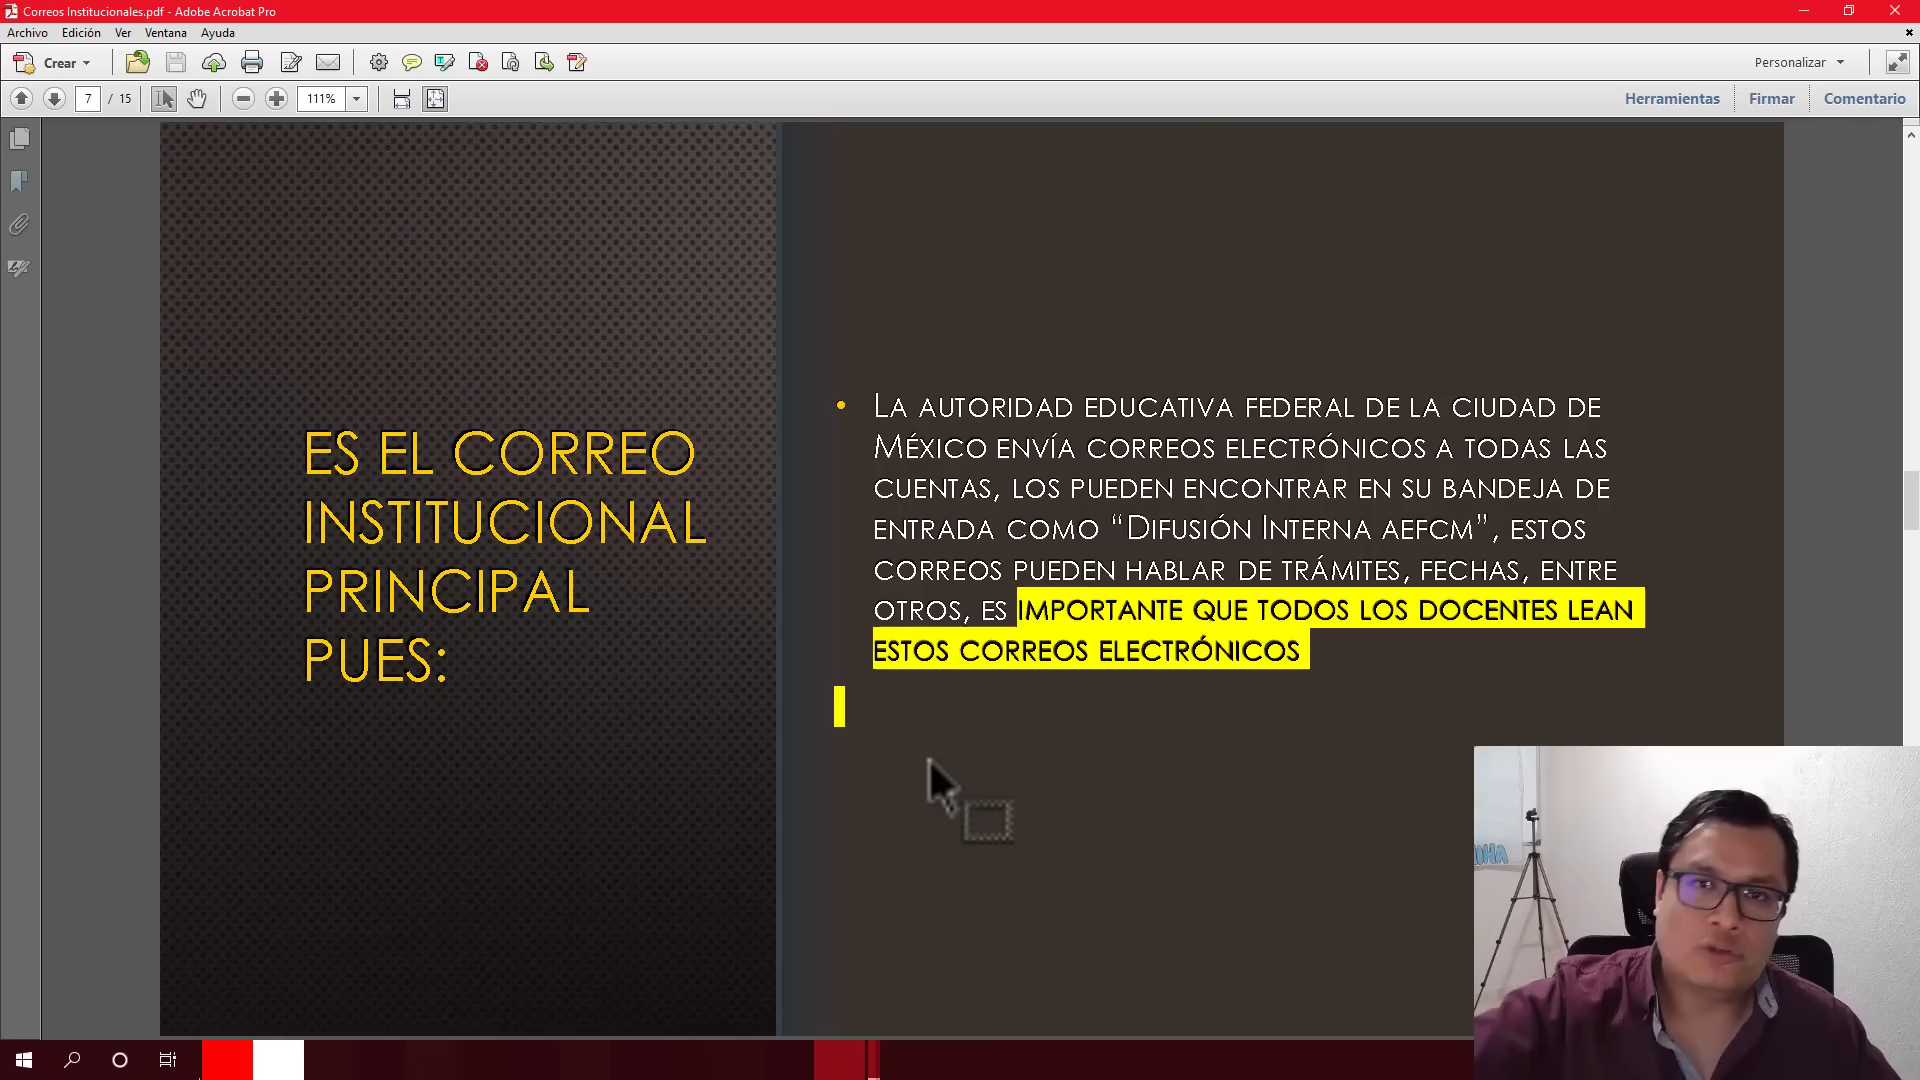 Correos Institucionales.pdf - Adobe Acrobat Pro
Archivo Edición Ver Ventana Ayuda
Crear
Personalizar
7 / 15
111%
Herramientas Firmar Comentario
ES EL CORREO
INSTITUCIONAL
PRINCIPAL
PUES:
• LA AUTORIDAD EDUCATIVA FEDERAL DE LA CIUDAD DE
MÉXICO ENVÍA CORREOS ELECTRÓNICOS A TODAS LAS
CUENTAS, LOS PUEDEN ENCONTRAR EN SU BANDEJA DE
ENTRADA COMO “DIFUSIÓN INTERNA AEFCM”, ESTOS
CORREOS PUEDEN HABLAR DE TRÁMITES, FECHAS, ENTRE
OTROS, ES IMPORTANTE QUE TODOS LOS DOCENTES LEAN
ESTOS CORREOS ELECTRÓNICOS